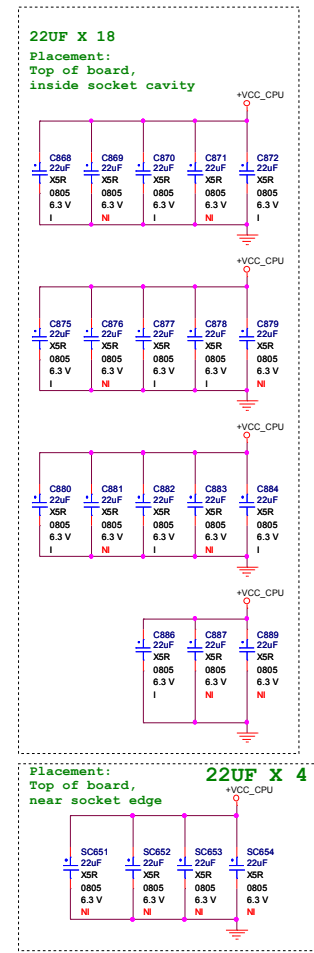 22UF X 18
Placement:
Top of board,
inside socket cavity
+VCC_CPU
C868 C869 C870 C871 C872
22uF 22uF 22uF 22uF 22uF
X5R X5R X5R X5R X5R
0805 0805 0805 0805 0805
6.3 V 6.3 V 6.3 V 6.3 V 6.3 V
I NI I NI I
+VCC_CPU
C875 C876 C877 C878 C879
22uF 22uF 22uF 22uF 22uF
X5R X5R X5R X5R X5R
0805 0805 0805 0805 0805
6.3 V 6.3 V 6.3 V 6.3 V 6.3 V
I NI I I NI
+VCC_CPU
C880 C881 C882 C883 C884
22uF 22uF 22uF 22uF 22uF
X5R X5R X5R X5R X5R
0805 0805 0805 0805 0805
6.3 V 6.3 V 6.3 V 6.3 V 6.3 V
I NI I NI I
+VCC_CPU
C886 C887 C889
22uF 22uF 22uF
X5R X5R X5R
0805 0805 0805
6.3 V 6.3 V 6.3 V
I NI NI
Placement:
Top of board,
near socket edge
22UF X 4
+VCC_CPU
SC651 SC652 SC653 SC654
22uF 22uF 22uF 22uF
X5R X5R X5R X5R
0805 0805 0805 0805
6.3 V 6.3 V 6.3 V 6.3 V
NI NI NI NI